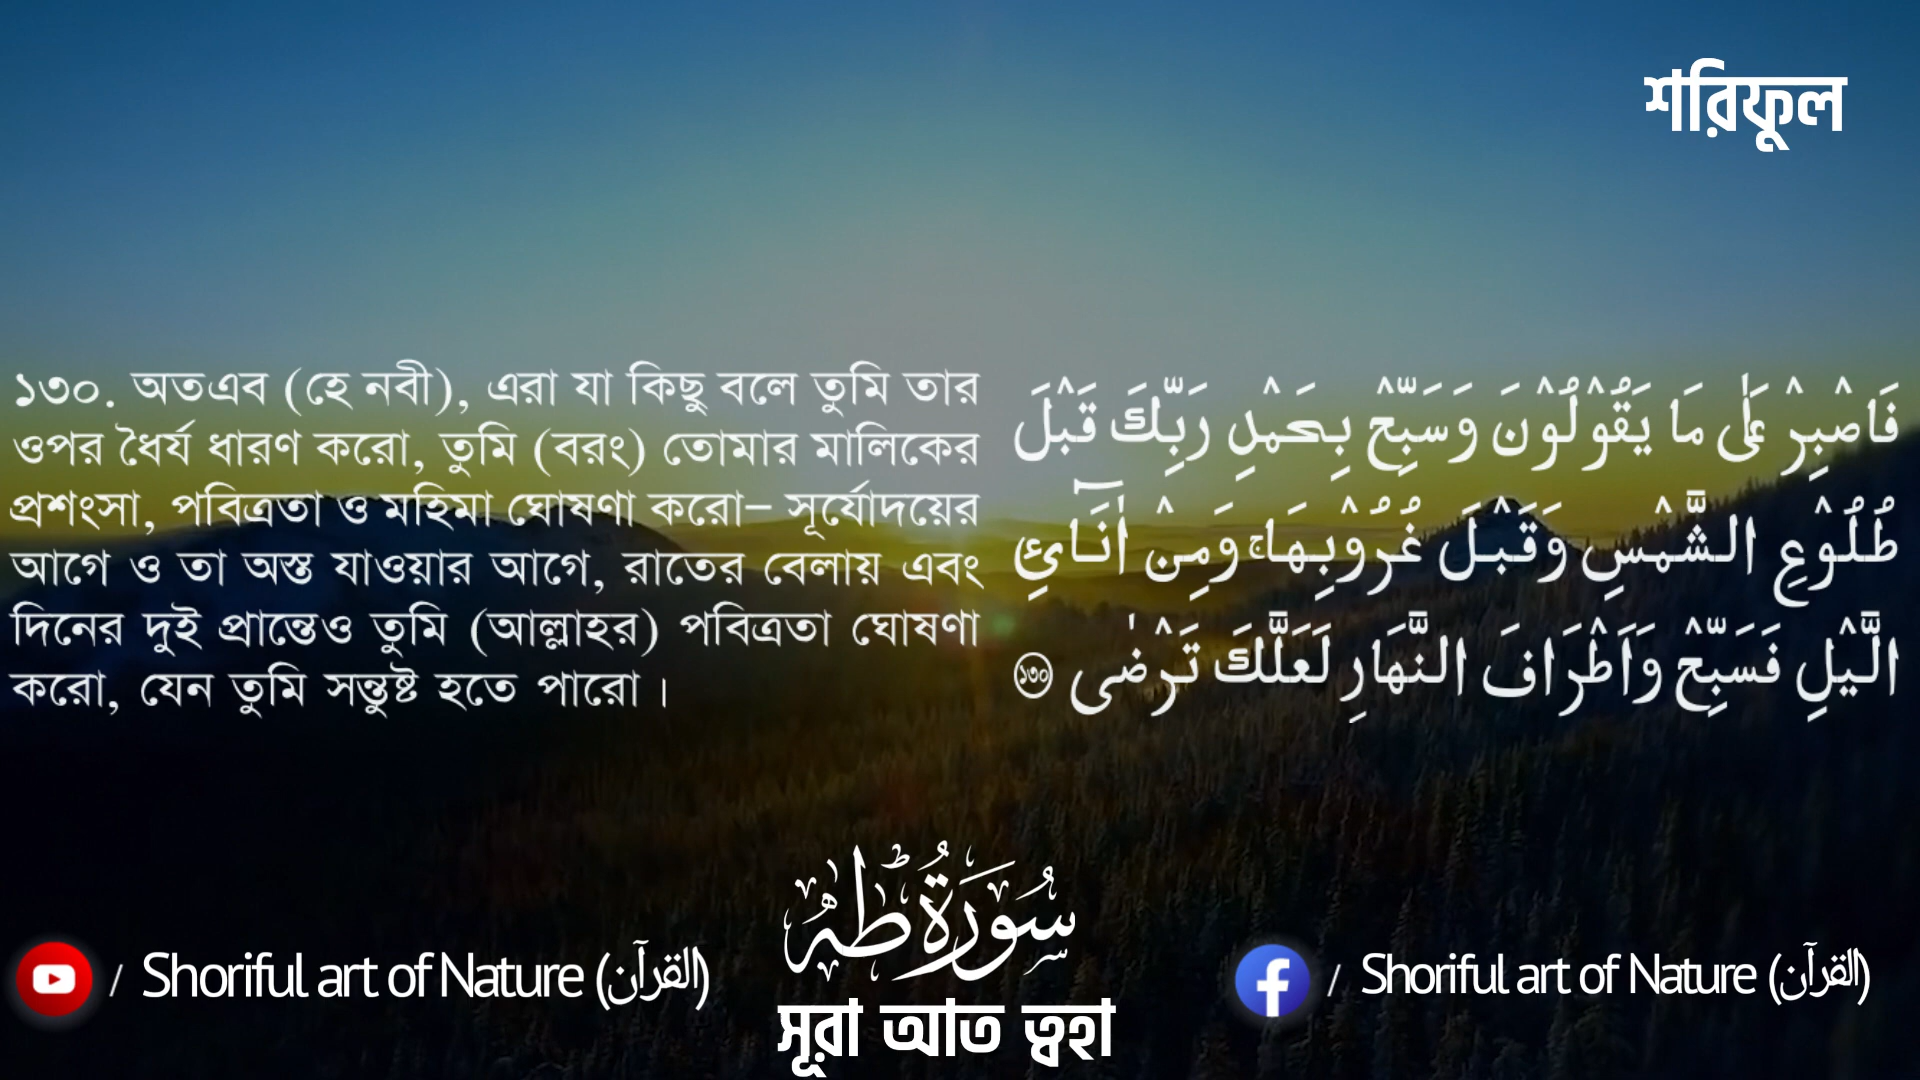 শরিফুল
১৩০. অতএব (হে নবী), এরা যা কিছু বলে তুমি তার
ওপর ধৈর্য ধারণ করো, তুমি (বরং) তোমার মালিকের
প্রশংসা, পবিত্রতা ও মহিমা ঘোষণা করো– সূর্যোদয়ের
আগে ও তা অস্ত যাওয়ার আগে, রাতের বেলায় এবং
দিনের দুই প্রান্তেও তুমি (আল্লাহর) পবিত্রতা ঘোষণা
করো, যেন তুমি সন্তুষ্ট হতে পারো।
فَاصْبِرْ عَلٰى مَا يَقُوْلُوْنَ وَسَبِّحْ بِحَمْدِ رَبِّكَ قَبْلَ
طُلُوْعِ الشَّمْسِ وَقَبْلَ غُرُوْبِهَا ۚ وَمِنْ اٰنَآئِ
الَّيْلِ فَسَبِّحْ وَاَطْرَافَ النَّهَارِ لَعَلَّكَ تَرْضٰى ১৩০
سُورَةُ طٰهٰ
সূরা আত ত্বহা
/ Shoriful art of Nature (القرآن)
/ Shoriful art of Nature (القرآن)